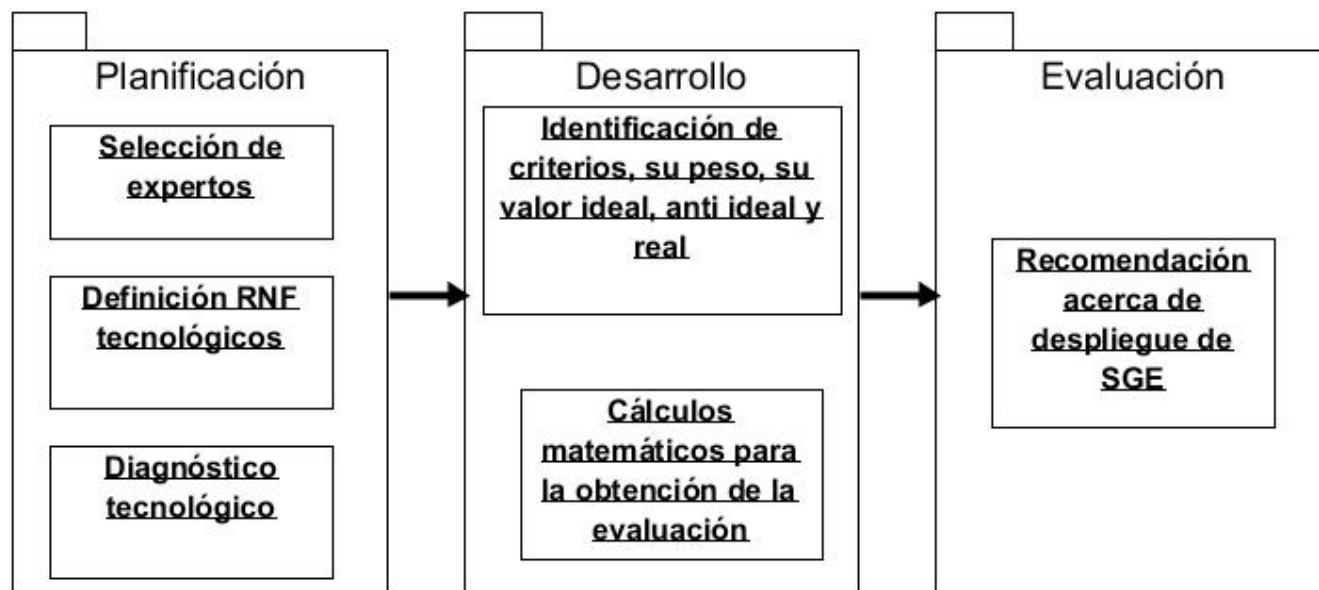 Planificación
Selección de
expertos
Definición RNF
tecnológicos
Diagnóstico
tecnológico
Desarrollo
Identificación de
criterios, su peso, su
valor ideal, anti ideal y
real
Cálculos
matemáticos para
la obtención de la
evaluación
Evaluación
Recomendación
acerca de
despliegue de
SGE